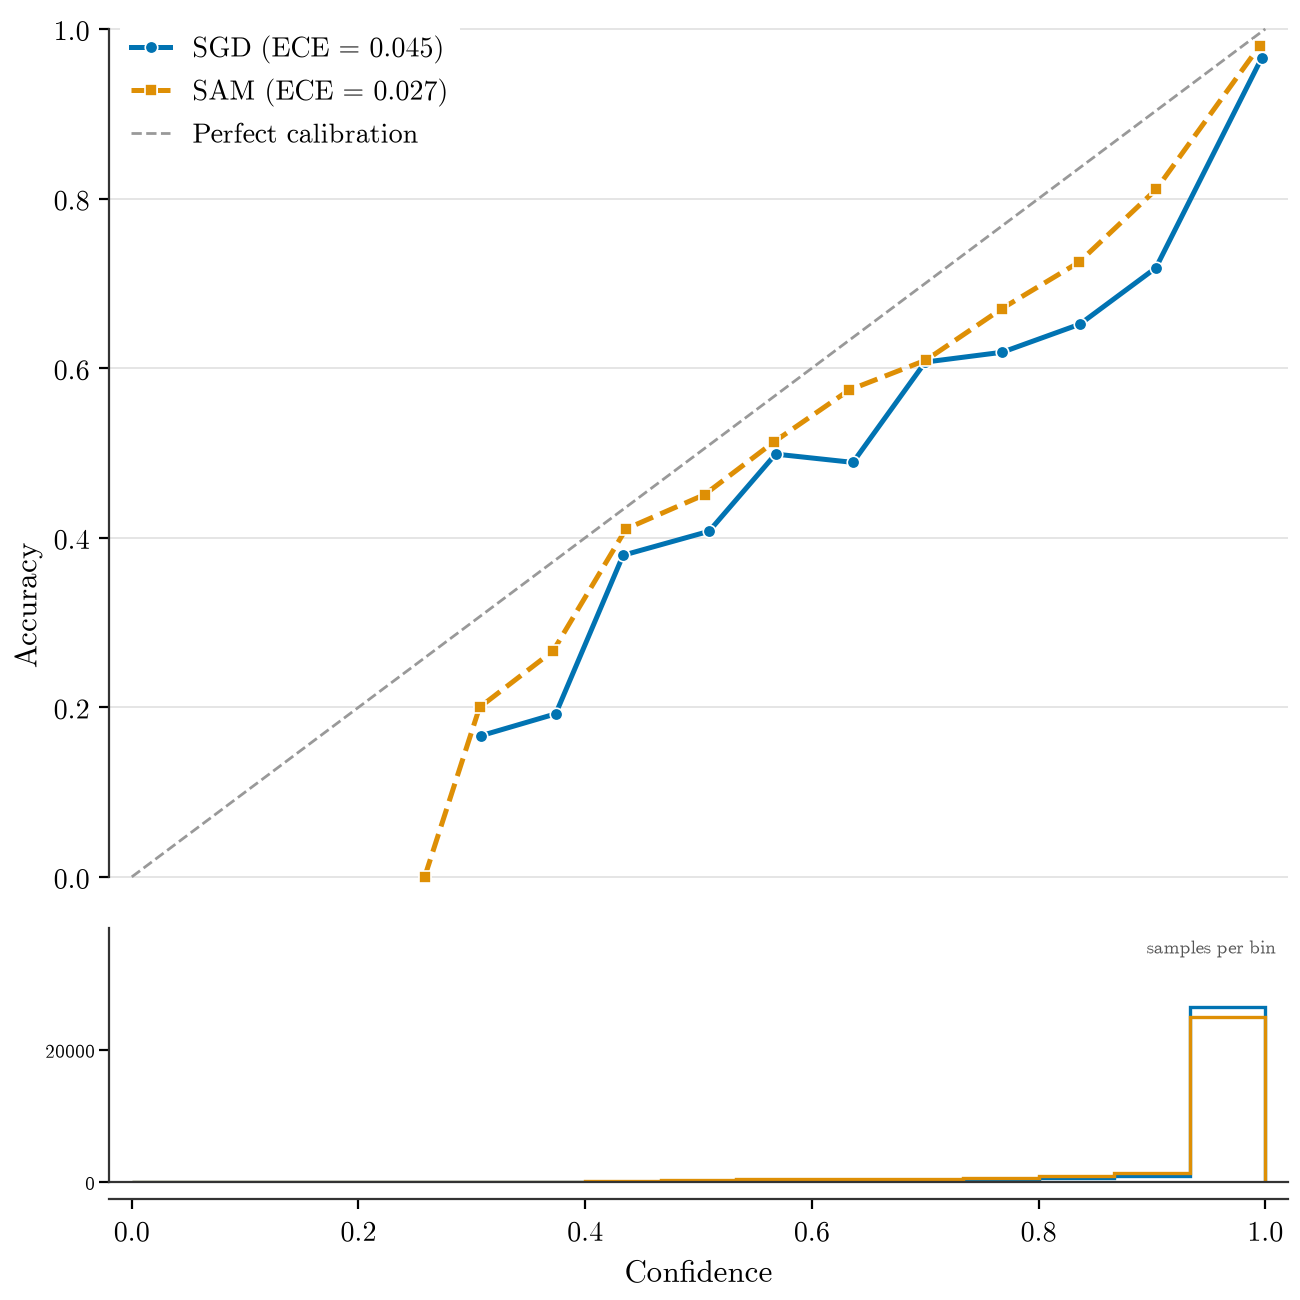 SGD (ECE = 0.045)
SAM (ECE = 0.027)
Perfect calibration
1.0
0.8
0.6
0.4
0.2
0.0
Accuracy
samples per bin
20000
0
0.0 0.2 0.4 0.6 0.8 1.0
Confidence